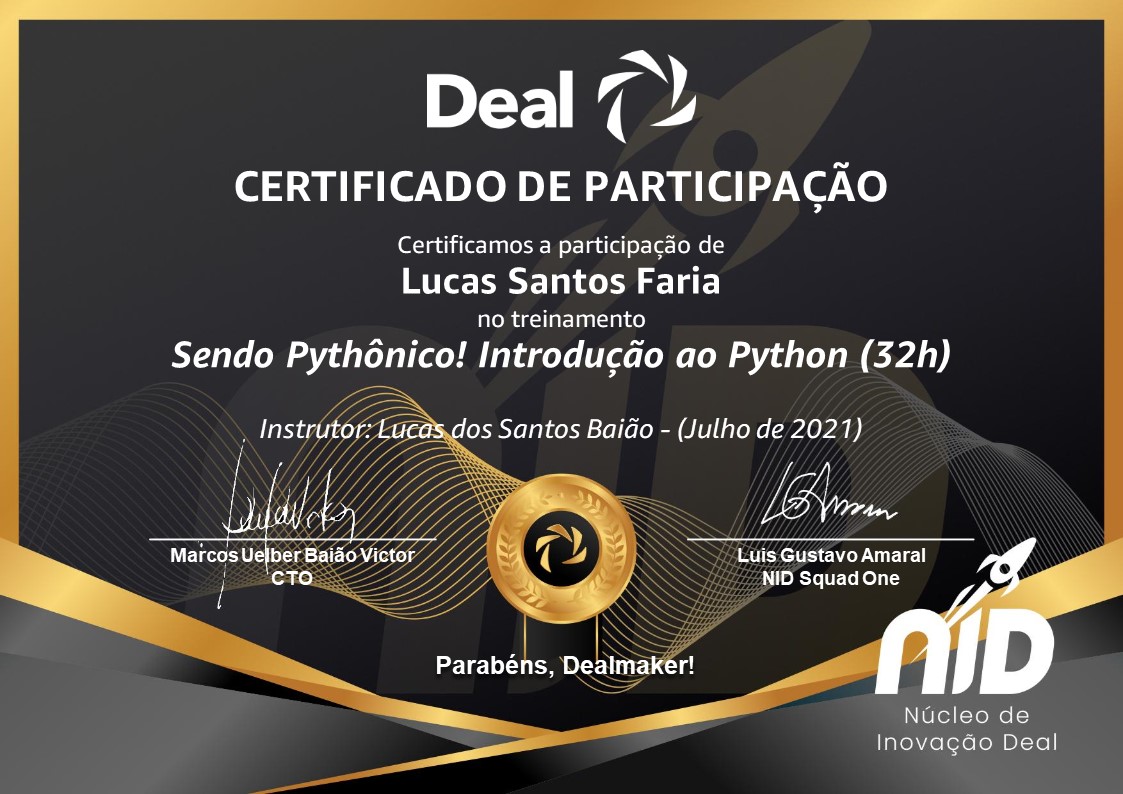 Deal
CERTIFICADO DE PARTICIPAÇÃO
Certificamos a participação de
Lucas Santos Faria
no treinamento
Sendo Pythônico! Introdução ao Python (32h)
Instrutor: Lucas dos Santos Baião - (Julho de 2021)
Marcos Uelber Baião Victor
CTO
Luis Gustavo Amaral
NID Squad One
Parabéns, Dealmaker!
NID
Núcleo de
Inovação Deal